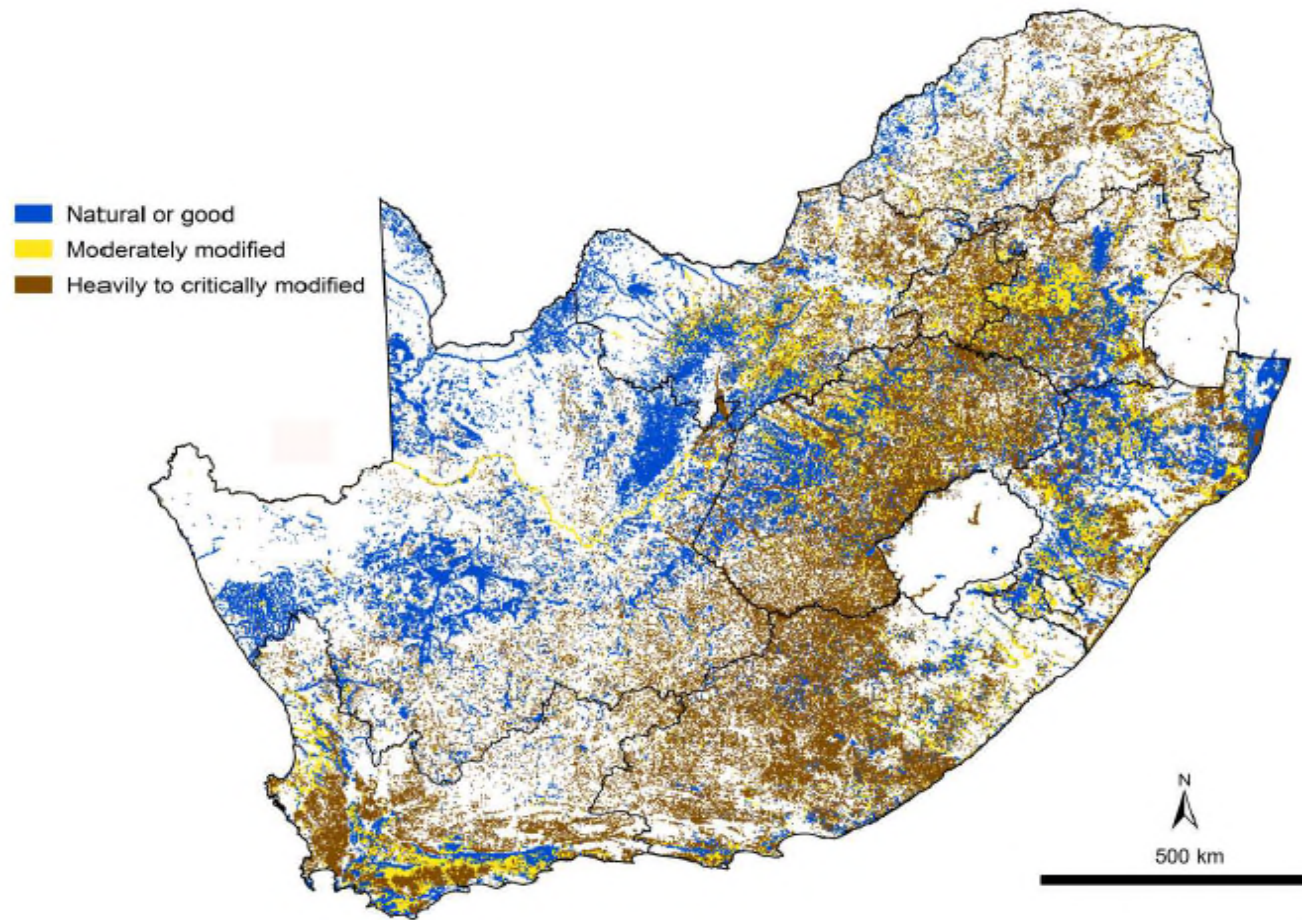 Natural or good
Moderately modified
Heavily to critically modified
N
500 km